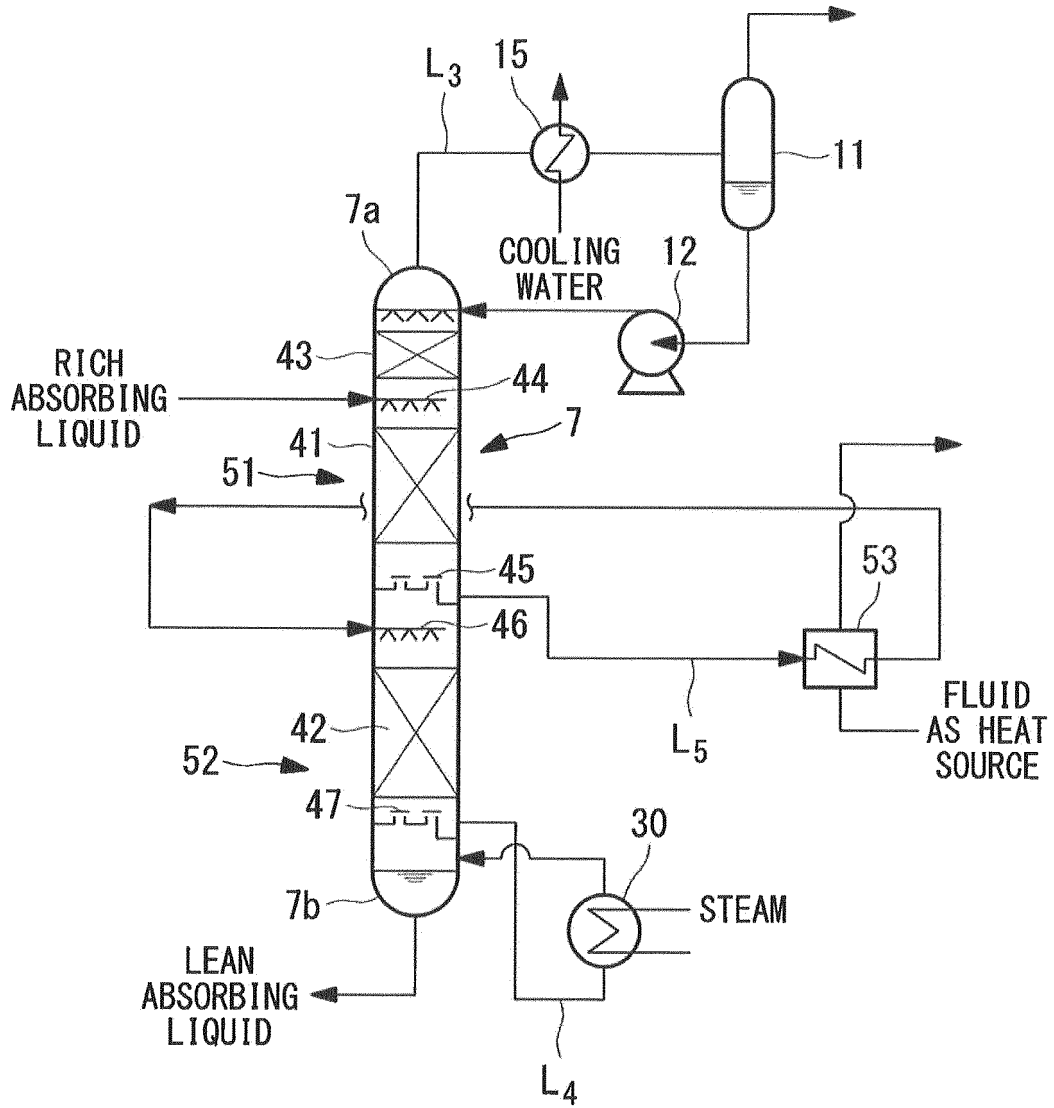 L3
15
11
7a
COOLING
WATER
12
43
RICH
ABSORBING
LIQUID
44
41
7
51
45
53
46
42
L5
FLUID
AS HEAT
SOURCE
52
47
30
7b
STEAM
LEAN
ABSORBING
LIQUID
L4